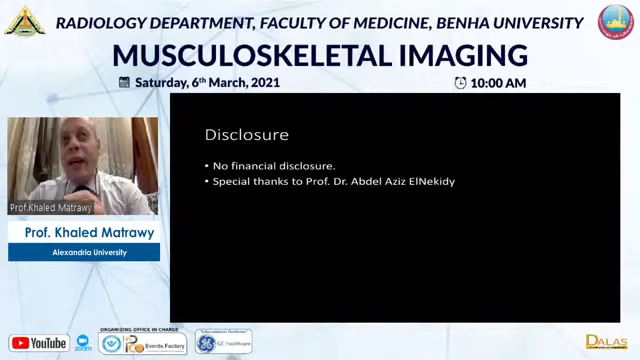 RADIOLOGY DEPARTMENT, FACULTY OF MEDICINE, BENHA UNIVERSITY
MUSCULOSKELETAL IMAGING
Saturday, 6th March, 2021
10:00 AM
Disclosure
• No financial disclosure.
• Special thanks to Prof. Dr. Abdel Aziz ElNekidy
Prof.Khaled Matrawy
Prof. Khaled Matrawy
Alexandria University
ORGANIZING OFFICE IN CHARGE
YouTube
zoom
Events Factory
GE Healthcare
DALAS